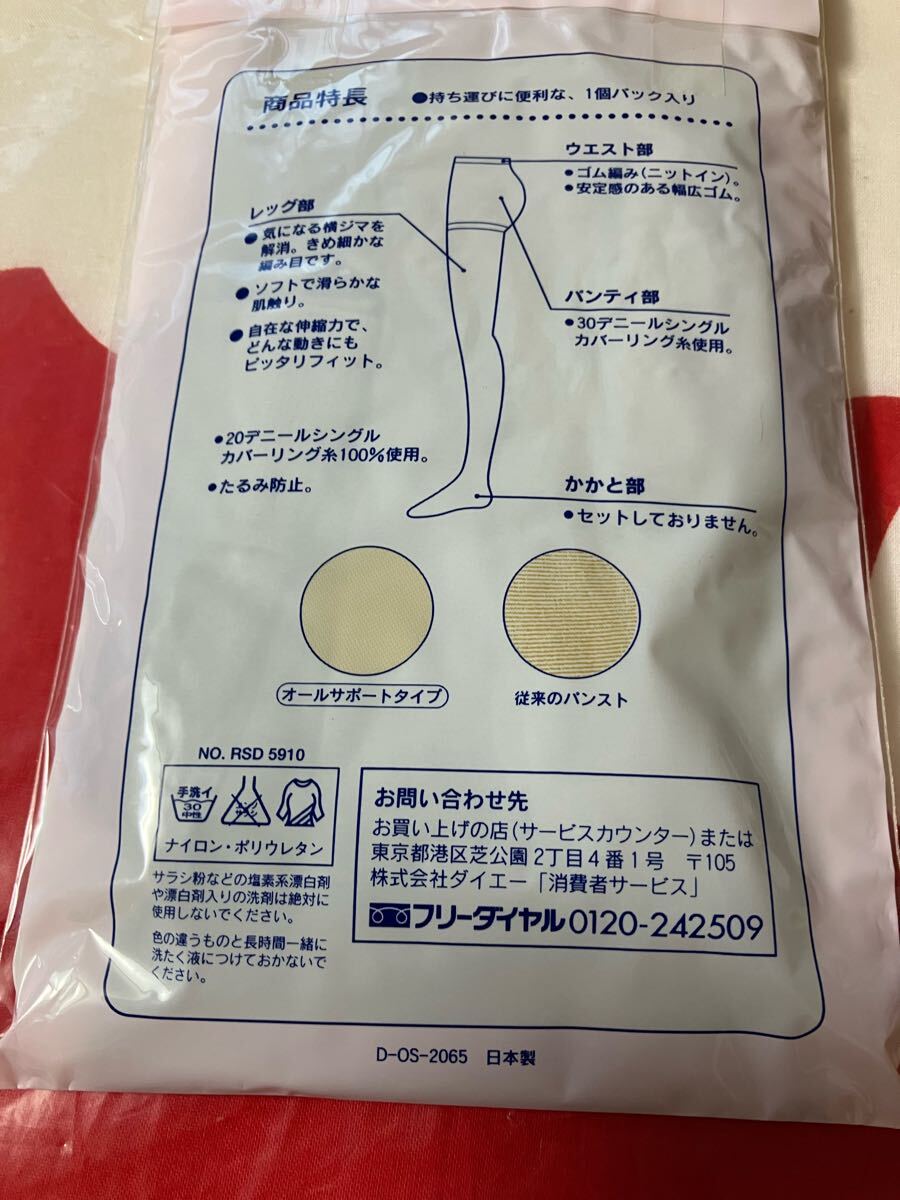 商品特長
●持ち運びに便利な、1個パック入り
ウエスト部
●ゴム編み(ニットイン)。
●安定感のある幅広ゴム。
レッグ部
●気になる横ジマを
解消。きめ細かな
編み目です。
●ソフトで滑らかな
肌触り。
●自在な伸縮力で、
どんな動きにも
ピッタリフィット。
パンティ部
●30デニールシングル
カバーリング糸使用。
●20デニールシングル
カバーリング糸100%使用。
●たるみ防止。
かかと部
●セットしておりません。
オールサポートタイプ
従来のパンスト
NO. RSD 5910
手洗イ
30
中性
サラシ
ナイロン・ポリウレタン
サラシ粉などの塩素系漂白剤
や漂白剤入りの洗剤は絶対に
使用しないでください。
色の違うものと長時間一緒に
洗たく液につけておかないで
ください。
お問い合わせ先
お買い上げの店(サービスカウンター)または
東京都港区芝公園2丁目4番1号 〒105
株式会社ダイエー「消費者サービス」
フリーダイヤル0120-242509
D-OS-2065 日本製